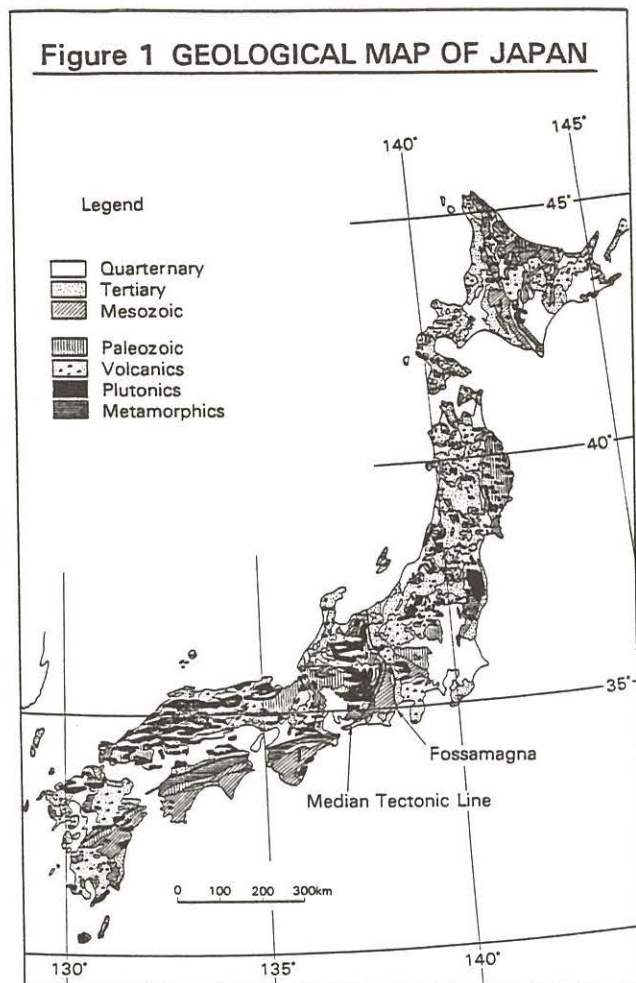 Figure 1 GEOLOGICAL MAP OF JAPAN
140°
145°
Legend
45°
Quarternary
Tertiary
Mesozoic
Paleozoic
Volcanics
Plutonics
Metamorphics
40°
35°
Fossamagna
Median Tectonic Line
0 100 200 300km
130°
135°
140°